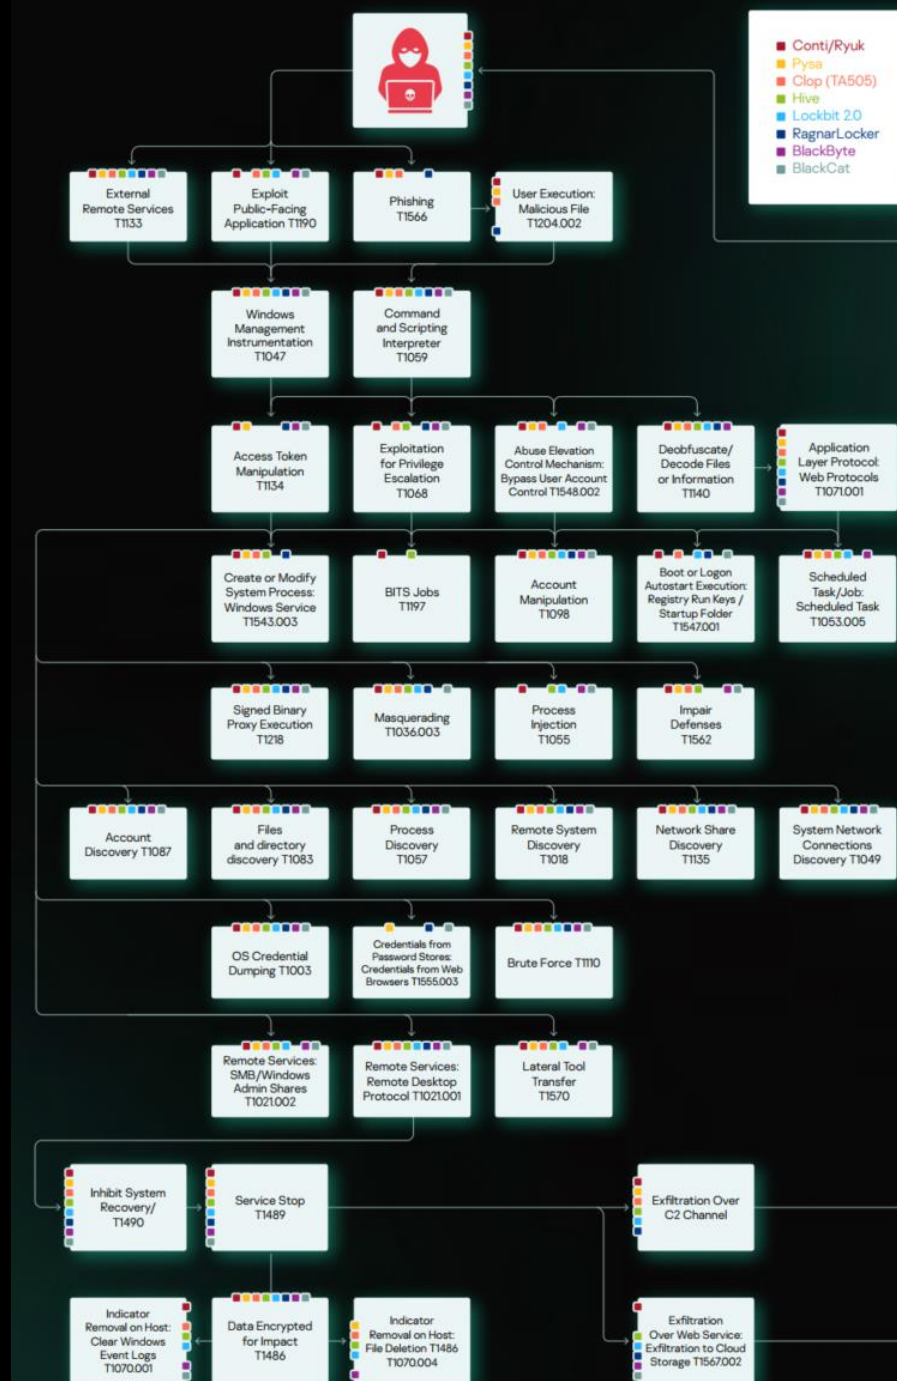 Conti/Ryuk
Pysa
Clop (TA505)
Hive
Lockbit 2.0
RagnarLocker
BlackByte
BlackCat
External
Remote Services
T1133
Exploit
Public-Facing
Application T1190
Phishing
T1566
User Execution:
Malicious File
T1204.002
Windows
Management
Instrumentation
T1047
Command
and Scripting
Interpreter
T1059
Access Token
Manipulation
T1134
Exploitation
for Privilege
Escalation
T1068
Abuse Elevation
Control Mechanism:
Bypass User Account
Control T1548.002
Deobfuscate/
Decode Files
or Information
T1140
Application
Layer Protocol:
Web Protocols
T1071.001
Create or Modify
System Process:
Windows Service
T1543.003
BITS Jobs
T1197
Account
Manipulation
T1098
Boot or Logon
Autostart Execution:
Registry Run Keys /
Startup Folder
T1547.001
Scheduled
Task/Job:
Scheduled Task
T1053.005
Signed Binary
Proxy Execution
T1218
Masquerading
T1036.003
Process
Injection
T1055
Impair
Defenses
T1562
Account
Discovery T1087
Files
and directory
discovery T1083
Process
Discovery
T1057
Remote System
Discovery
T1018
Network Share
Discovery
T1135
System Network
Connections
Discovery T1049
OS Credential
Dumping T1003
Credentials from
Password Stores:
Credentials from Web
Browsers T1555.003
Brute Force T1110
Remote Services:
SMB/Windows
Admin Shares
T1021.002
Remote Services:
Remote Desktop
Protocol T1021.001
Lateral Tool
Transfer
T1570
Inhibit System
Recovery/
T1490
Service Stop
T1489
Exfiltration Over
C2 Channel
Indicator
Removal on Host:
Clear Windows
Event Logs
T1070.001
Data Encrypted
for Impact
T1486
Indicator
Removal on Host:
File Deletion T1486
T1070.004
Exfiltration
Over Web Service:
Exfiltration to Cloud
Storage T1567.002